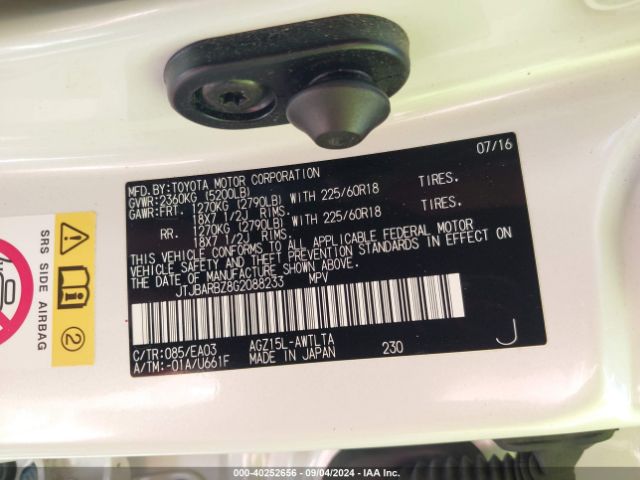 07/16
MFD.BY:TOYOTA MOTOR CORPORATION
GVWR:2360KG (5200LB)
GAWR:FRT. 1270KG (2790LB) WITH 225/60R18 TIRES.
18X7 1/2J RIMS.
RR. 1270KG (2790LB) WITH 225/60R18 TIRES.
18X7 1/2J RIMS.
THIS VEHICLE CONFORMS TO ALL APPLICABLE FEDERAL MOTOR
VEHICLE SAFETY AND THEFT PREVENTION STANDARDS IN EFFECT ON
THE DATE OF MANUFACTURE SHOWN ABOVE.
JTJBARBZ8G2088233 MPV
C/TR:085/EA03 AGZ15L-AWTLTA
A/TM:-01A/U661F MADE IN JAPAN 230 J
SRS SIDE AIRBAG
2
000-40252656 - 09/04/2024 - IAA Inc.